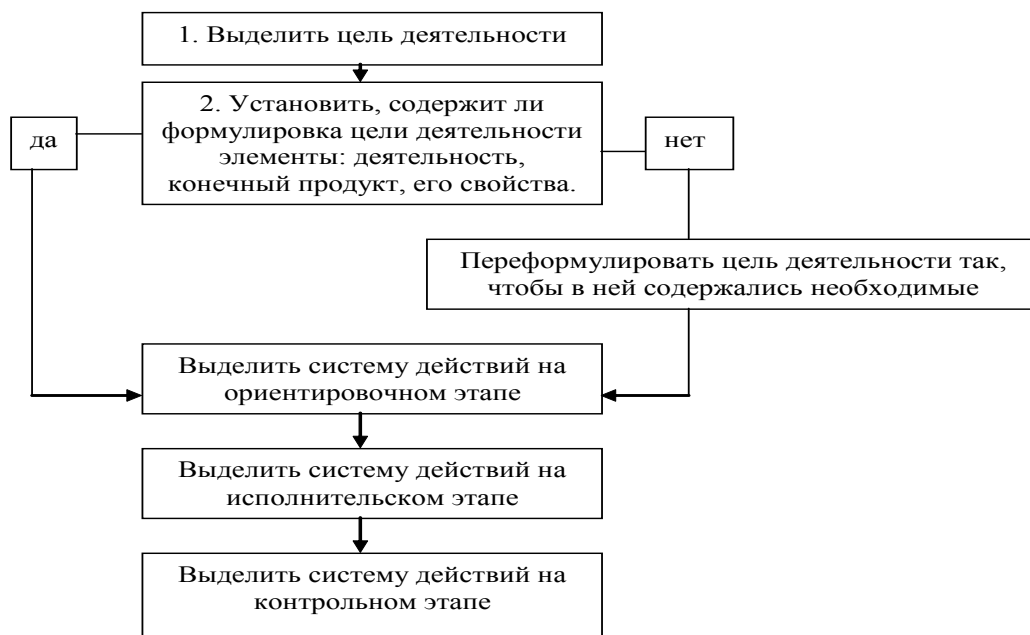 1. Выделить цель деятельности
2. Установить, содержит ли
формулировка цели деятельности
элементы: деятельность,
конечный продукт, его свойства.
да
нет
Переформулировать цель деятельности так,
чтобы в ней содержались необходимые
Выделить систему действий на
ориентировочном этапе
Выделить систему действий на
исполнительском этапе
Выделить систему действий на
контрольном этапе